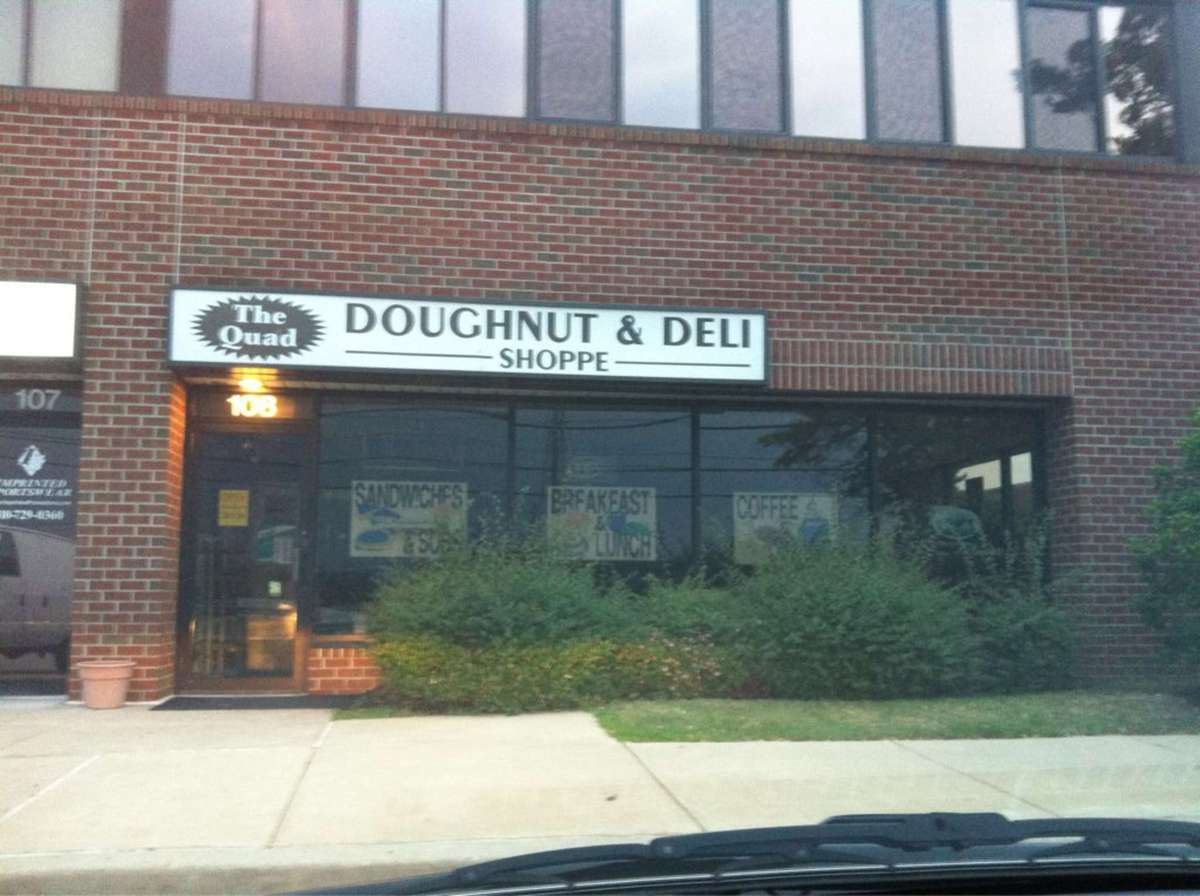 The
Quad
DOUGHNUT & DELI
SHOPPE
107
108
IMPRINTED
SPORTSWEAR
SANDWICHES
BREAKFAST
&
LUNCH
COFFEE